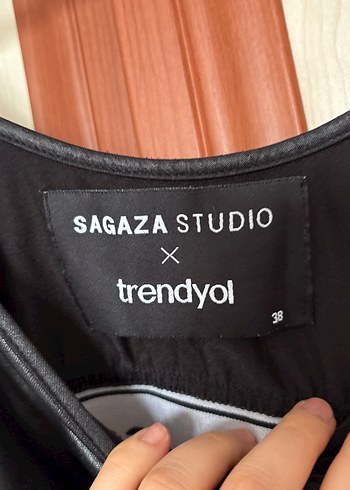 SAGAZA STUDIO
×
trendyol
38